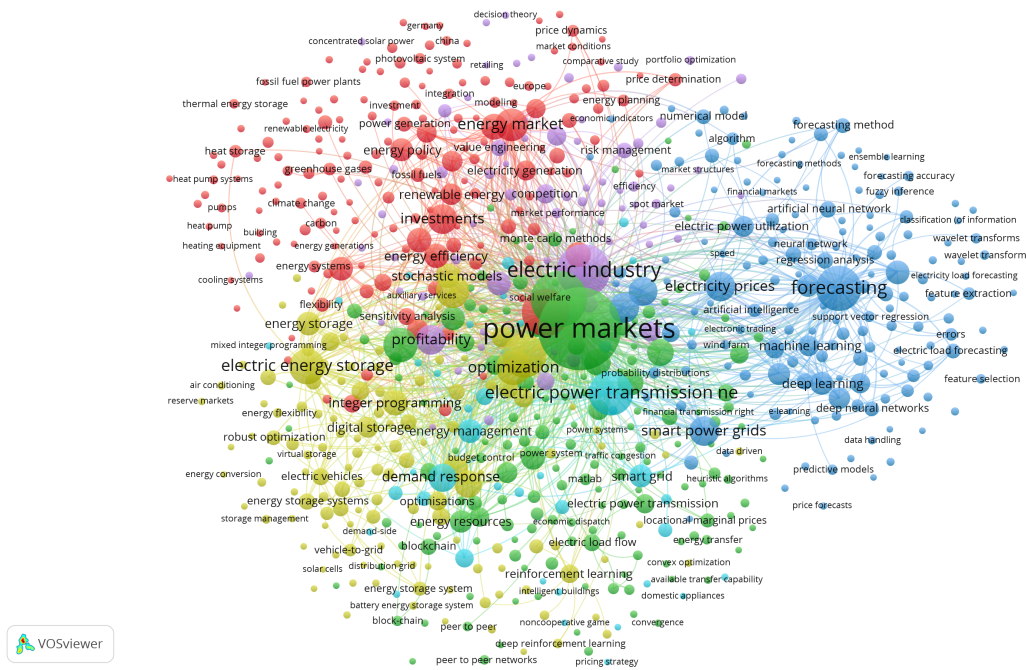 decision theory
germany
price dynamics
concentrated solar power
china
market conditions
photovoltaic system
retailing
comparative study
portfolio optimization
fossil fuel power plants
europe
price determination
integration
thermal energy storage
investment
modeling
energy planning
economic indicators
numerical model
renewable electricity
power generation
energy market
forecasting method
algorithm
heat storage
energy policy
value engineering
risk management
ensemble learning
greenhouse gases
fossil fuels
electricity generation
market structures
forecasting methods
forecasting accuracy
heat pump systems
efficiency
financial markets
fuzzy inference
renewable energy
competition
pumps
climate change
spot market
artificial neural network
carbon
investments
market performance
classification (of information
heat pump
electric power utilization
building
heating equipment
energy generations
monte carlo methods
neural network
wavelet transforms
energy efficiency
speed
regression analysis
wavelet transform
energy systems
stochastic models
electric industry
cooling systems
electricity prices
forecasting
electricity load forecasting
auxiliary services
social welfare
feature extraction
flexibility
artificial intelligence
sensitivity analysis
support vector regression
energy storage
power markets
electronic trading
errors
mixed integer programming
profitability
wind farm
machine learning
electric load forecasting
electric energy storage
optimization
probability distributions
air conditioning
deep learning
feature selection
reserve markets
electric power transmission ne
integer programming
energy flexibility
financial transmission right
e-learning
deep neural networks
digital storage
energy management
power systems
smart power grids
robust optimization
data handling
virtual storage
budget control
power system
traffic congestion
data driven
energy conversion
electric vehicles
demand response
matlab
smart grid
heuristic algorithms
predictive models
energy storage systems
optimisations
electric power transmission
price forecasts
storage management
energy resources
economic dispatch
locational marginal prices
demand-side
energy transfer
vehicle-to-grid
blockchain
electric load flow
solar cells
distribution grid
convex optimization
reinforcement learning
available transfer capability
energy storage system
intelligent buildings
domestic appliances
battery energy storage system
block-chain
peer to peer
noncooperative game
convergence
deep reinforcement learning
VOSviewer
peer to peer networks
pricing strategy